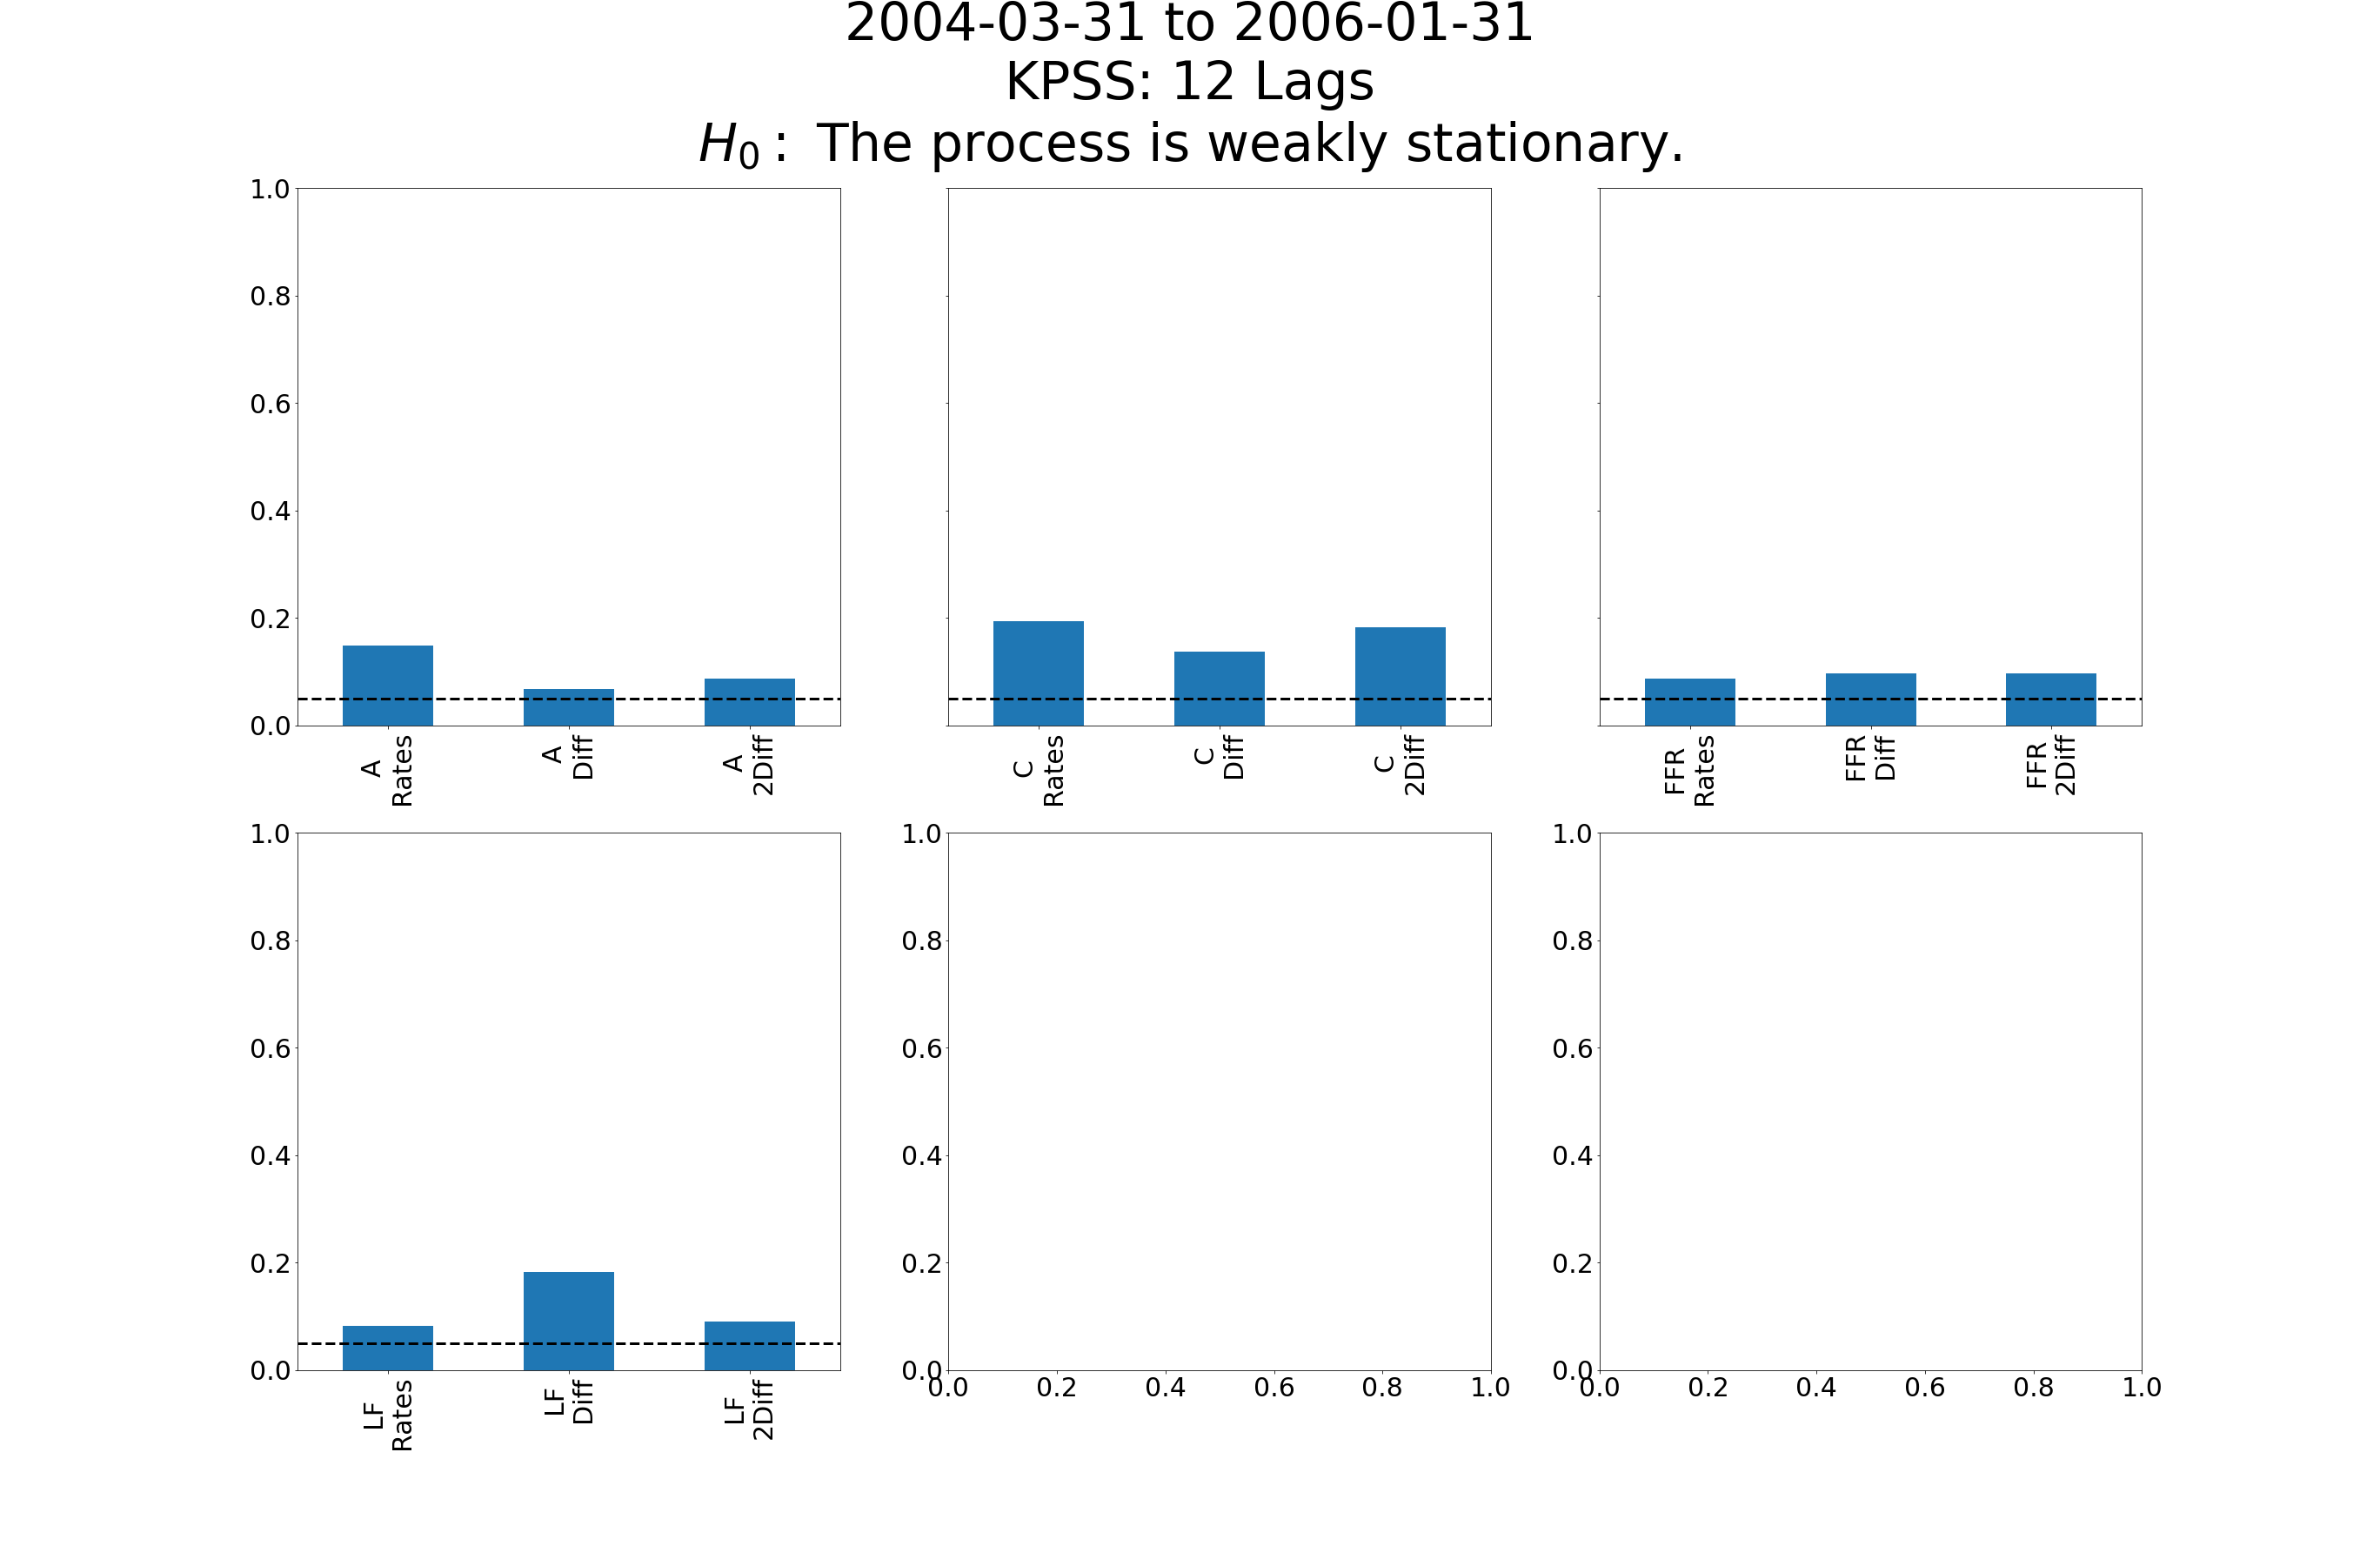 2004-03-31 to 2006-01-31
KPSS: 12 Lags
H0 : The process is weakly stationary.
1.0
0.8
0.6
0.4
0.2
0.0
A
Rates
A
Diff
A
2Diff
C
Rates
C
Diff
C
2Diff
FFR
Rates
FFR
Diff
FFR
2Diff
1.0
0.8
0.6
0.4
0.2
0.0
LF
Rates
LF
Diff
LF
2Diff
1.0
0.8
0.6
0.4
0.2
0.0
0.0 0.2 0.4 0.6 0.8 1.0
1.0
0.8
0.6
0.4
0.2
0.0
0.0 0.2 0.4 0.6 0.8 1.0